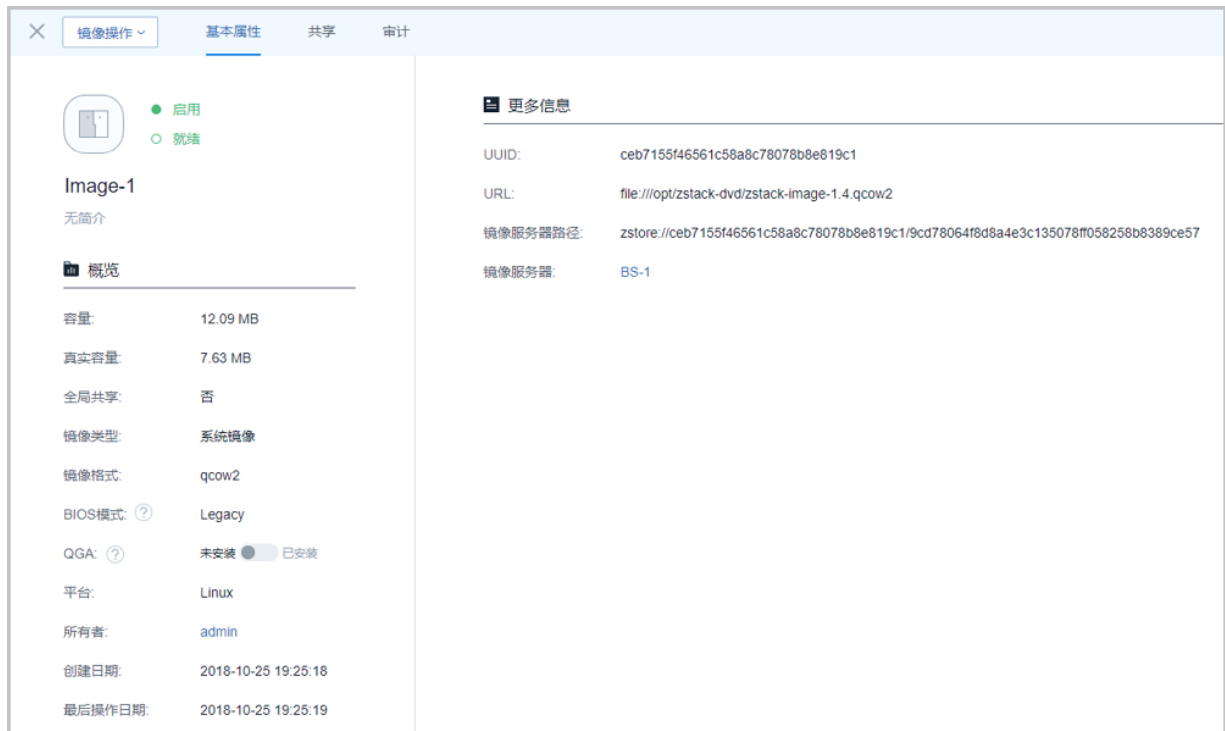 镜像操作 基本属性 共享 审计
启用
就绪
Image-1
无简介
概览
容量: 12.09 MB
真实容量: 7.63 MB
全局共享: 否
镜像类型: 系统镜像
镜像格式: qcow2
BIOS模式: ? Legacy
QGA: ? 未安装 已安装
平台: Linux
所有者: admin
创建日期: 2018-10-25 19:25:18
最后操作日期: 2018-10-25 19:25:19
更多信息
UUID: ceb7155f46561c58a8c78078b8e819c1
URL: file:///opt/zstack-dvd/zstack-image-1.4.qcow2
镜像服务器路径: zstore://ceb7155f46561c58a8c78078b8e819c1/9cd78064f8d8a4e3c135078ff058258b8389ce57
镜像服务器: BS-1